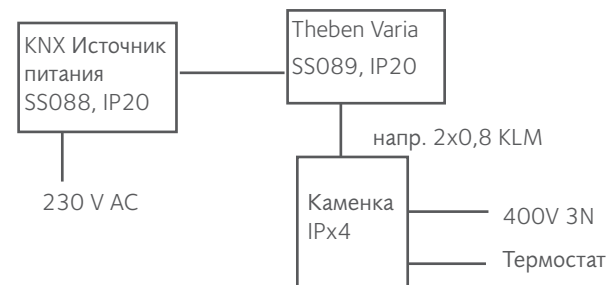 KNX Источник
питания
SS088, IP20
Theben Varia
SS089, IP20
напр. 2x0,8 KLM
230 V AC
Каменка
IPx4
400V 3N
Термостат